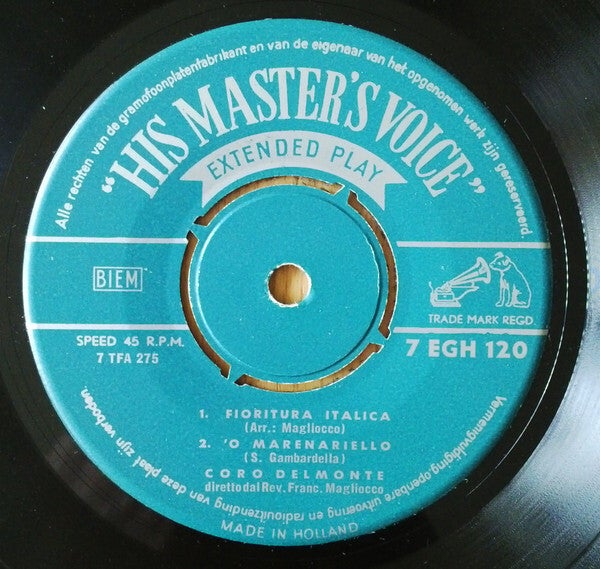 Alle rechten van de gramofoonplatenfabrikant en van de eigenaar van het opgenomen werk zijn gereserveerd.
"HIS MASTER'S VOICE"
EXTENDED PLAY
BIEM
TRADE MARK REGD.
SPEED 45 R.P.M.
7 TFA 275
7 EGH 120
1. FIORITURA ITALICA
(Arr.: Magliocco)
2. 'O MARENARIELLO
(S. Gambardella)
CORO DELMONTE
diretto dal Rev. Franc. Magliocco
Vermenigvuldiging openbare uitvoering en radiouitzending van deze plaat zijn verboden.
MADE IN HOLLAND